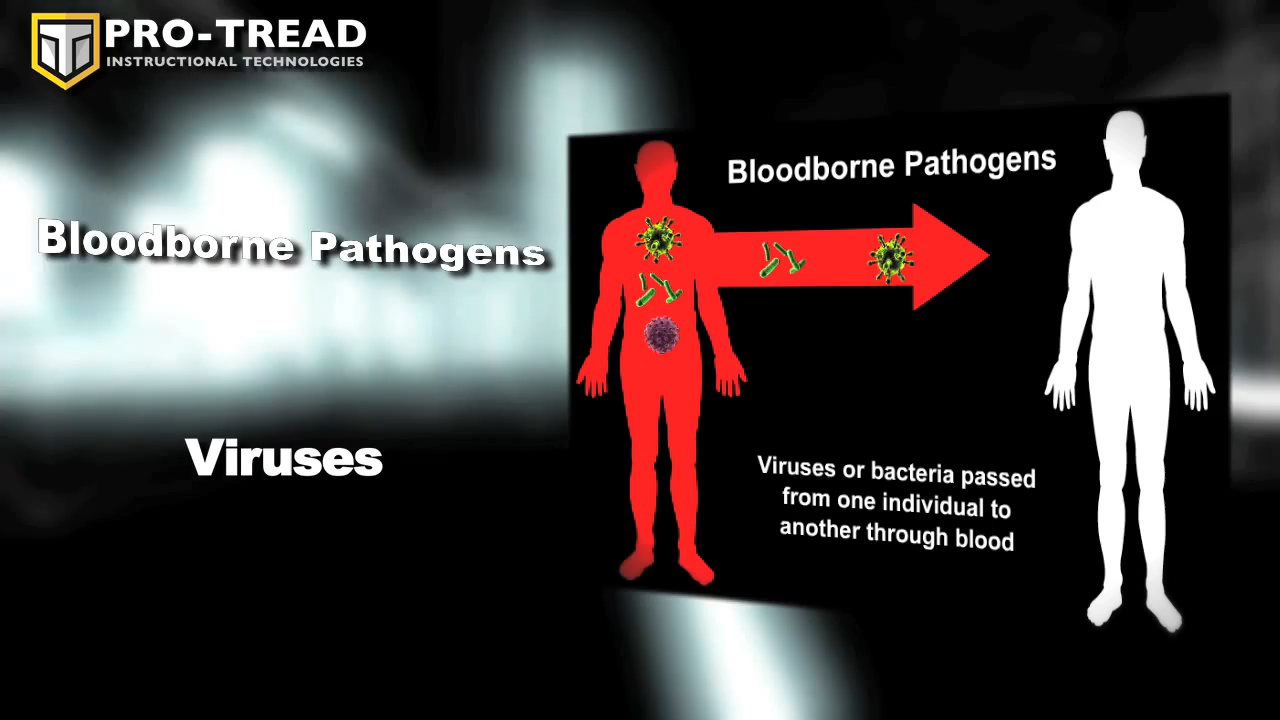 PRO-TREAD
INSTRUCTIONAL TECHNOLOGIES
Bloodborne Pathogens
Viruses
Bloodborne Pathogens
Viruses or bacteria passed
from one individual to
another through blood